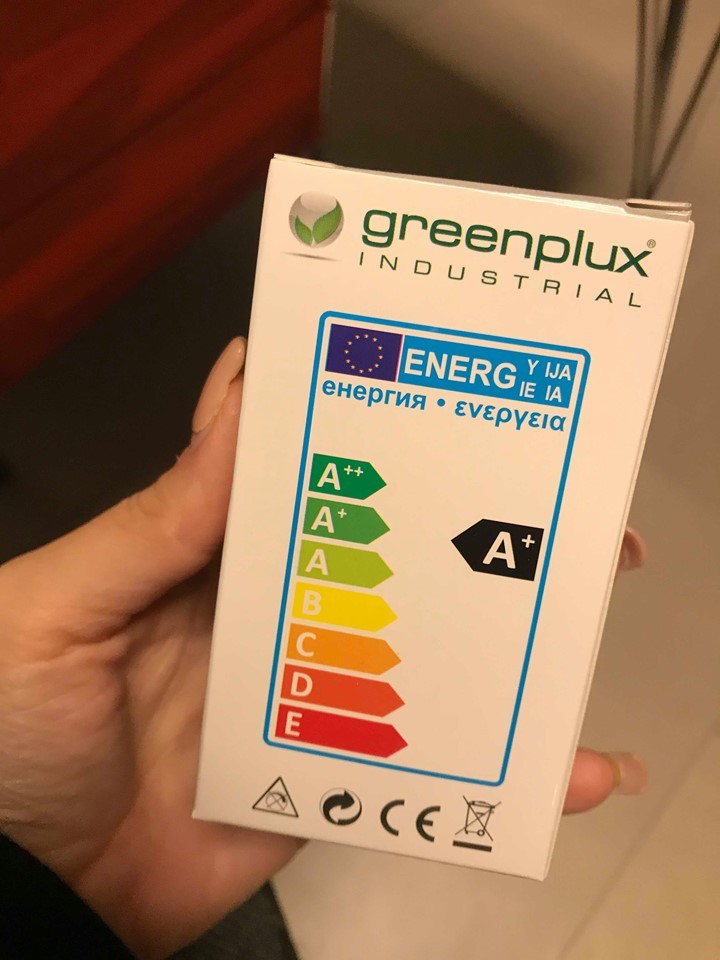 greenplux®
INDUSTRIAL
ENERG Y IJA
IE IA
енергия • ενεργεια
A++
A+
A+
A
B
C
D
E
CE